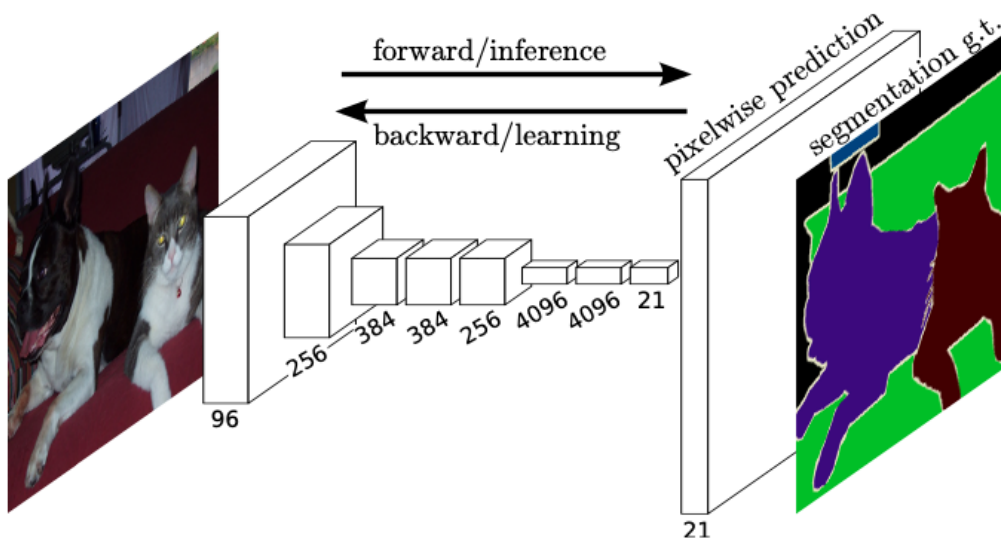 forward/inference
backward/learning
pixelwise prediction
segmentation g.t.
96
256
384
384
256
4096
4096
21
21